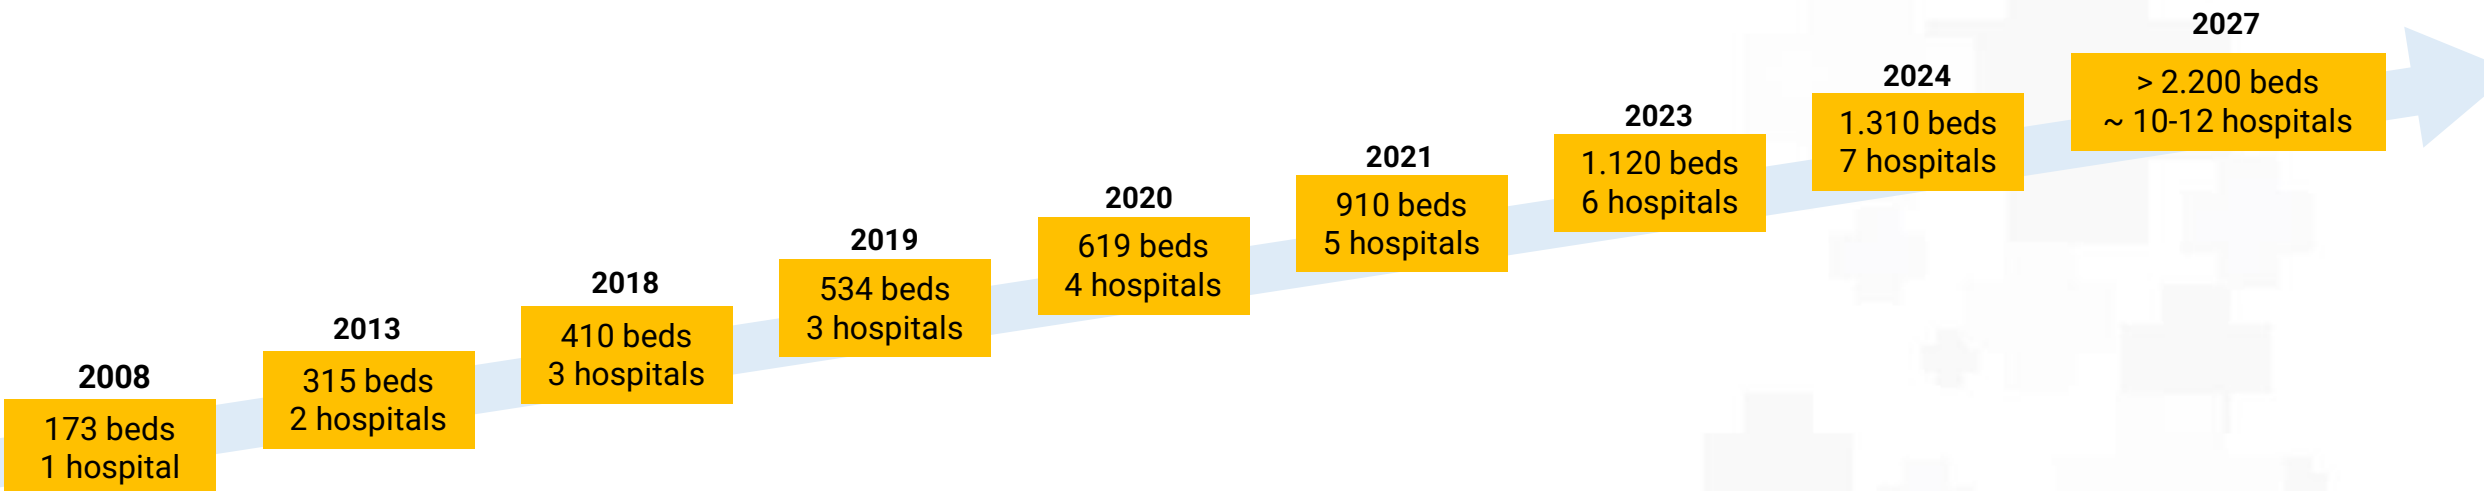 2008
173 beds
1 hospital
2013
315 beds
2 hospitals
2018
410 beds
3 hospitals
2019
534 beds
3 hospitals
2020
619 beds
4 hospitals
2021
910 beds
5 hospitals
2023
1.120 beds
6 hospitals
2024
1.310 beds
7 hospitals
2027
> 2.200 beds
~ 10-12 hospitals